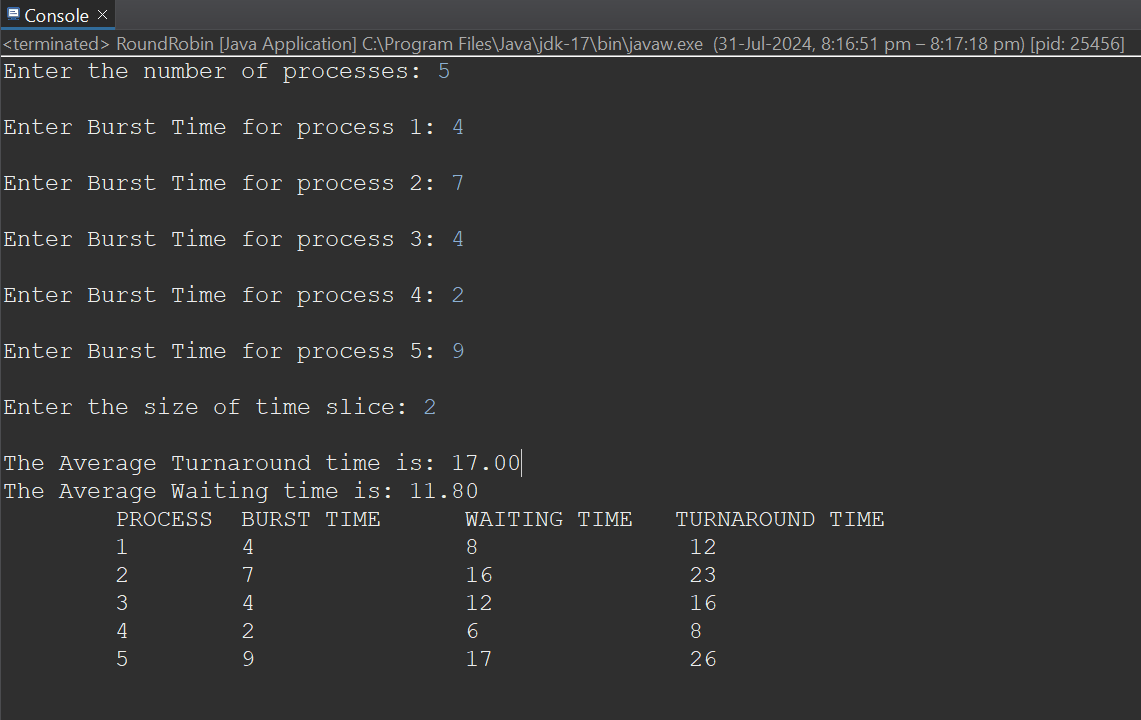 Console
<terminated> RoundRobin [Java Application] C:\Program Files\Java\jdk-17\bin\javaw.exe (31-Jul-2024, 8:16:51 pm – 8:17:18 pm) [pid: 25456]
Enter the number of processes: 5
Enter Burst Time for process 1: 4
Enter Burst Time for process 2: 7
Enter Burst Time for process 3: 4
Enter Burst Time for process 4: 2
Enter Burst Time for process 5: 9
Enter the size of time slice: 2
The Average Turnaround time is: 17.00
The Average Waiting time is: 11.80
PROCESS BURST TIME WAITING TIME TURNAROUND TIME
1 4 8 12
2 7 16 23
3 4 12 16
4 2 6 8
5 9 17 26